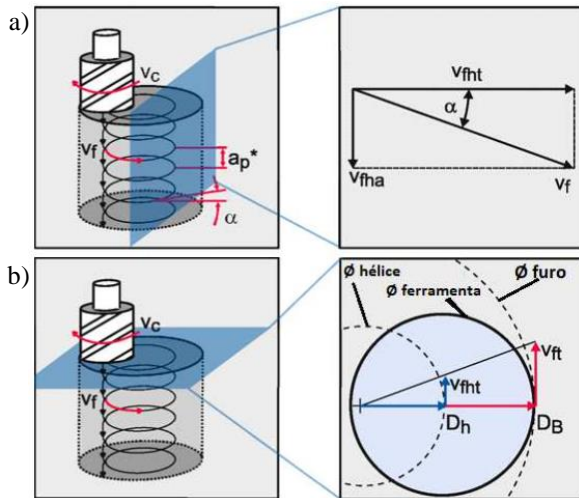 a)
vc
vf
ap*
α
vfht
α
vfha
vf
b)
vc
vf
Ø hélice
Ø ferramenta
Ø furo
vft
vfht
Dh
DB